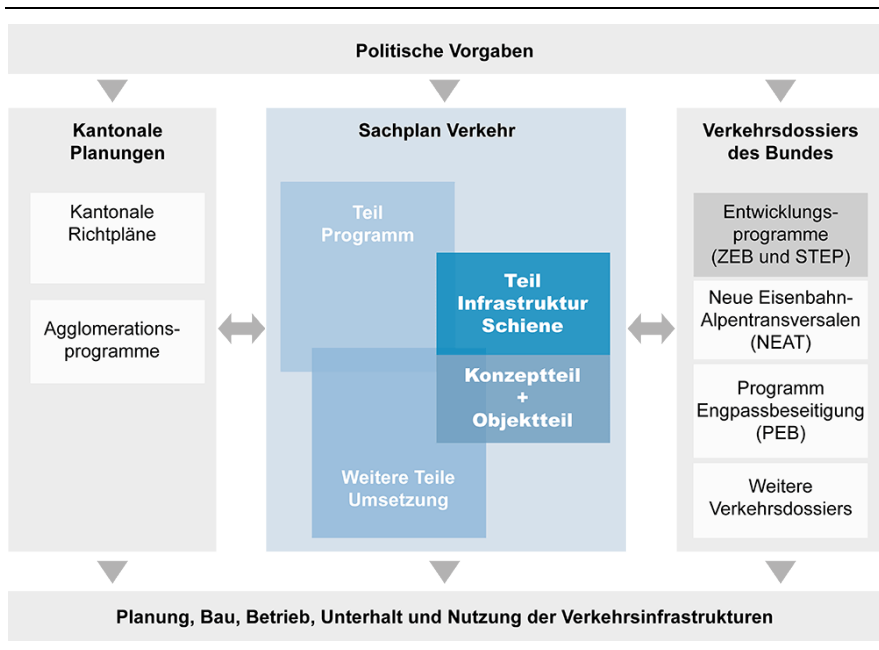 Politische Vorgaben
Kantonale
Planungen
Kantonale
Richtpläne
Agglomerations-
programme
Sachplan Verkehr
Teil
Programm
Teil
Infrastruktur
Schiene
Konzeptteil
+
Objektteil
Weitere Teile
Umsetzung
Verkehrsdossiers
des Bundes
Entwicklungs-
programme
(ZEB und STEP)
Neue Eisenbahn-
Alpentransversalen
(NEAT)
Programm
Engpassbeseitigung
(PEB)
Weitere
Verkehrsdossiers
Planung, Bau, Betrieb, Unterhalt und Nutzung der Verkehrsinfrastrukturen